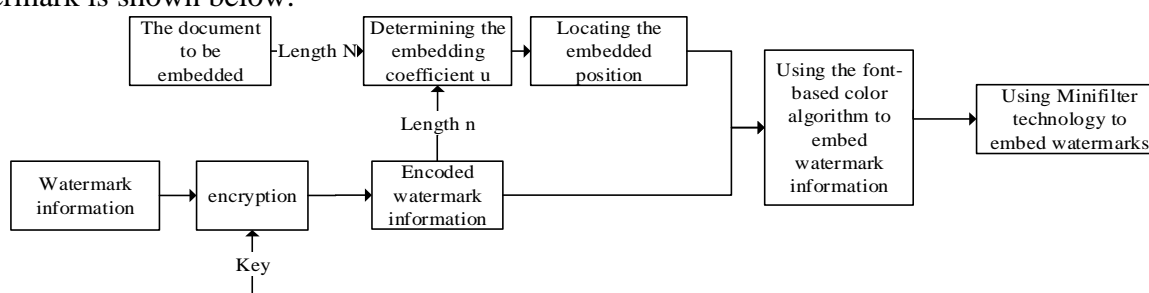 ermark is shown below:
The document
to be
embedded
Length N
Determining the
embedding
coefficient u
Locating the
embedded
position
Using the font-
based color
algorithm to
embed
watermark
information
Using Minifilter
technology to
embed watermarks
Length n
Watermark
information
encryption
Encoded
watermark
information
Key